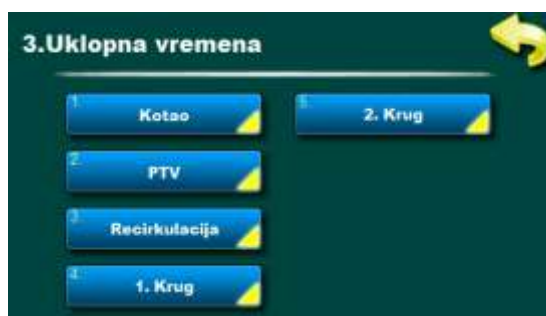 3.Uklopna vremena
1. Kotao
2. PTV
3. Recirkulacija
4. 1. Krug
5. 2. Krug